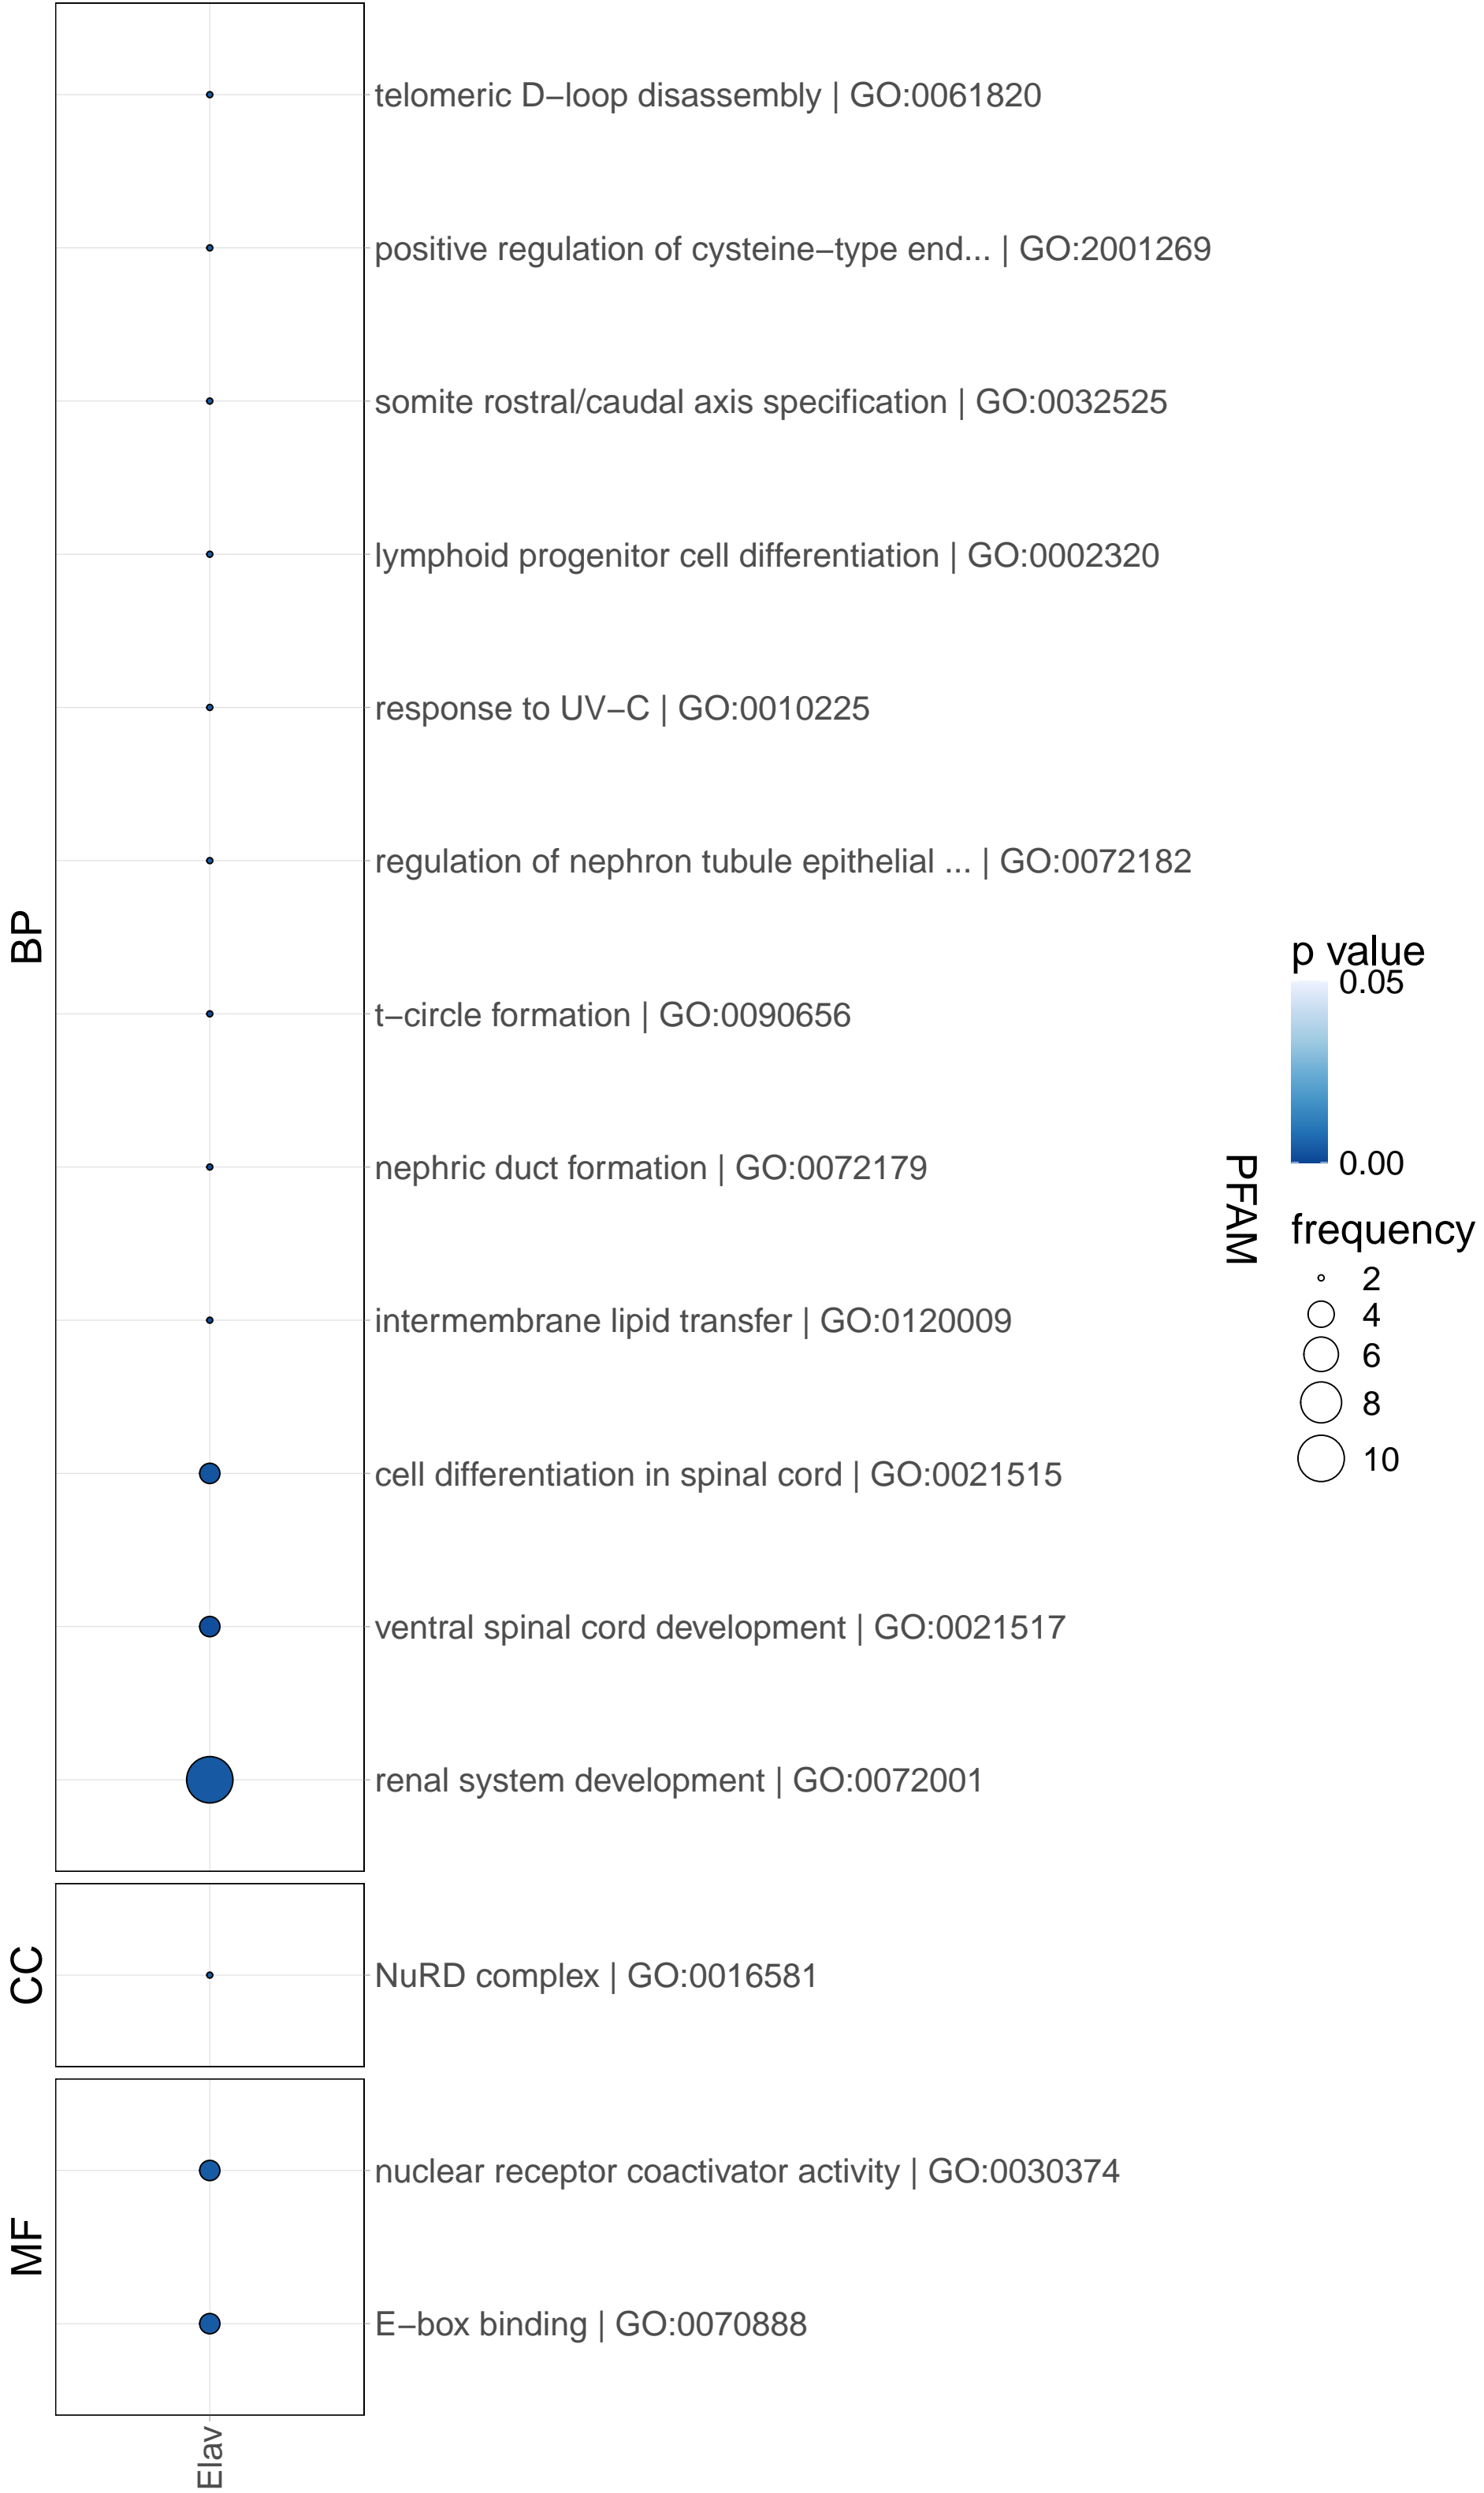 BP
telomeric D−loop disassembly | GO:0061820
positive regulation of cysteine−type end... | GO:2001269
somite rostral/caudal axis specification | GO:0032525
lymphoid progenitor cell differentiation | GO:0002320
response to UV−C | GO:0010225
regulation of nephron tubule epithelial ... | GO:0072182
t−circle formation | GO:0090656
nephric duct formation | GO:0072179
intermembrane lipid transfer | GO:0120009
cell differentiation in spinal cord | GO:0021515
ventral spinal cord development | GO:0021517
renal system development | GO:0072001
CC
NuRD complex | GO:0016581
MF
nuclear receptor coactivator activity | GO:0030374
E−box binding | GO:0070888
Elav
PFAM
p value
0.05
0.00
frequency
2
4
6
8
10